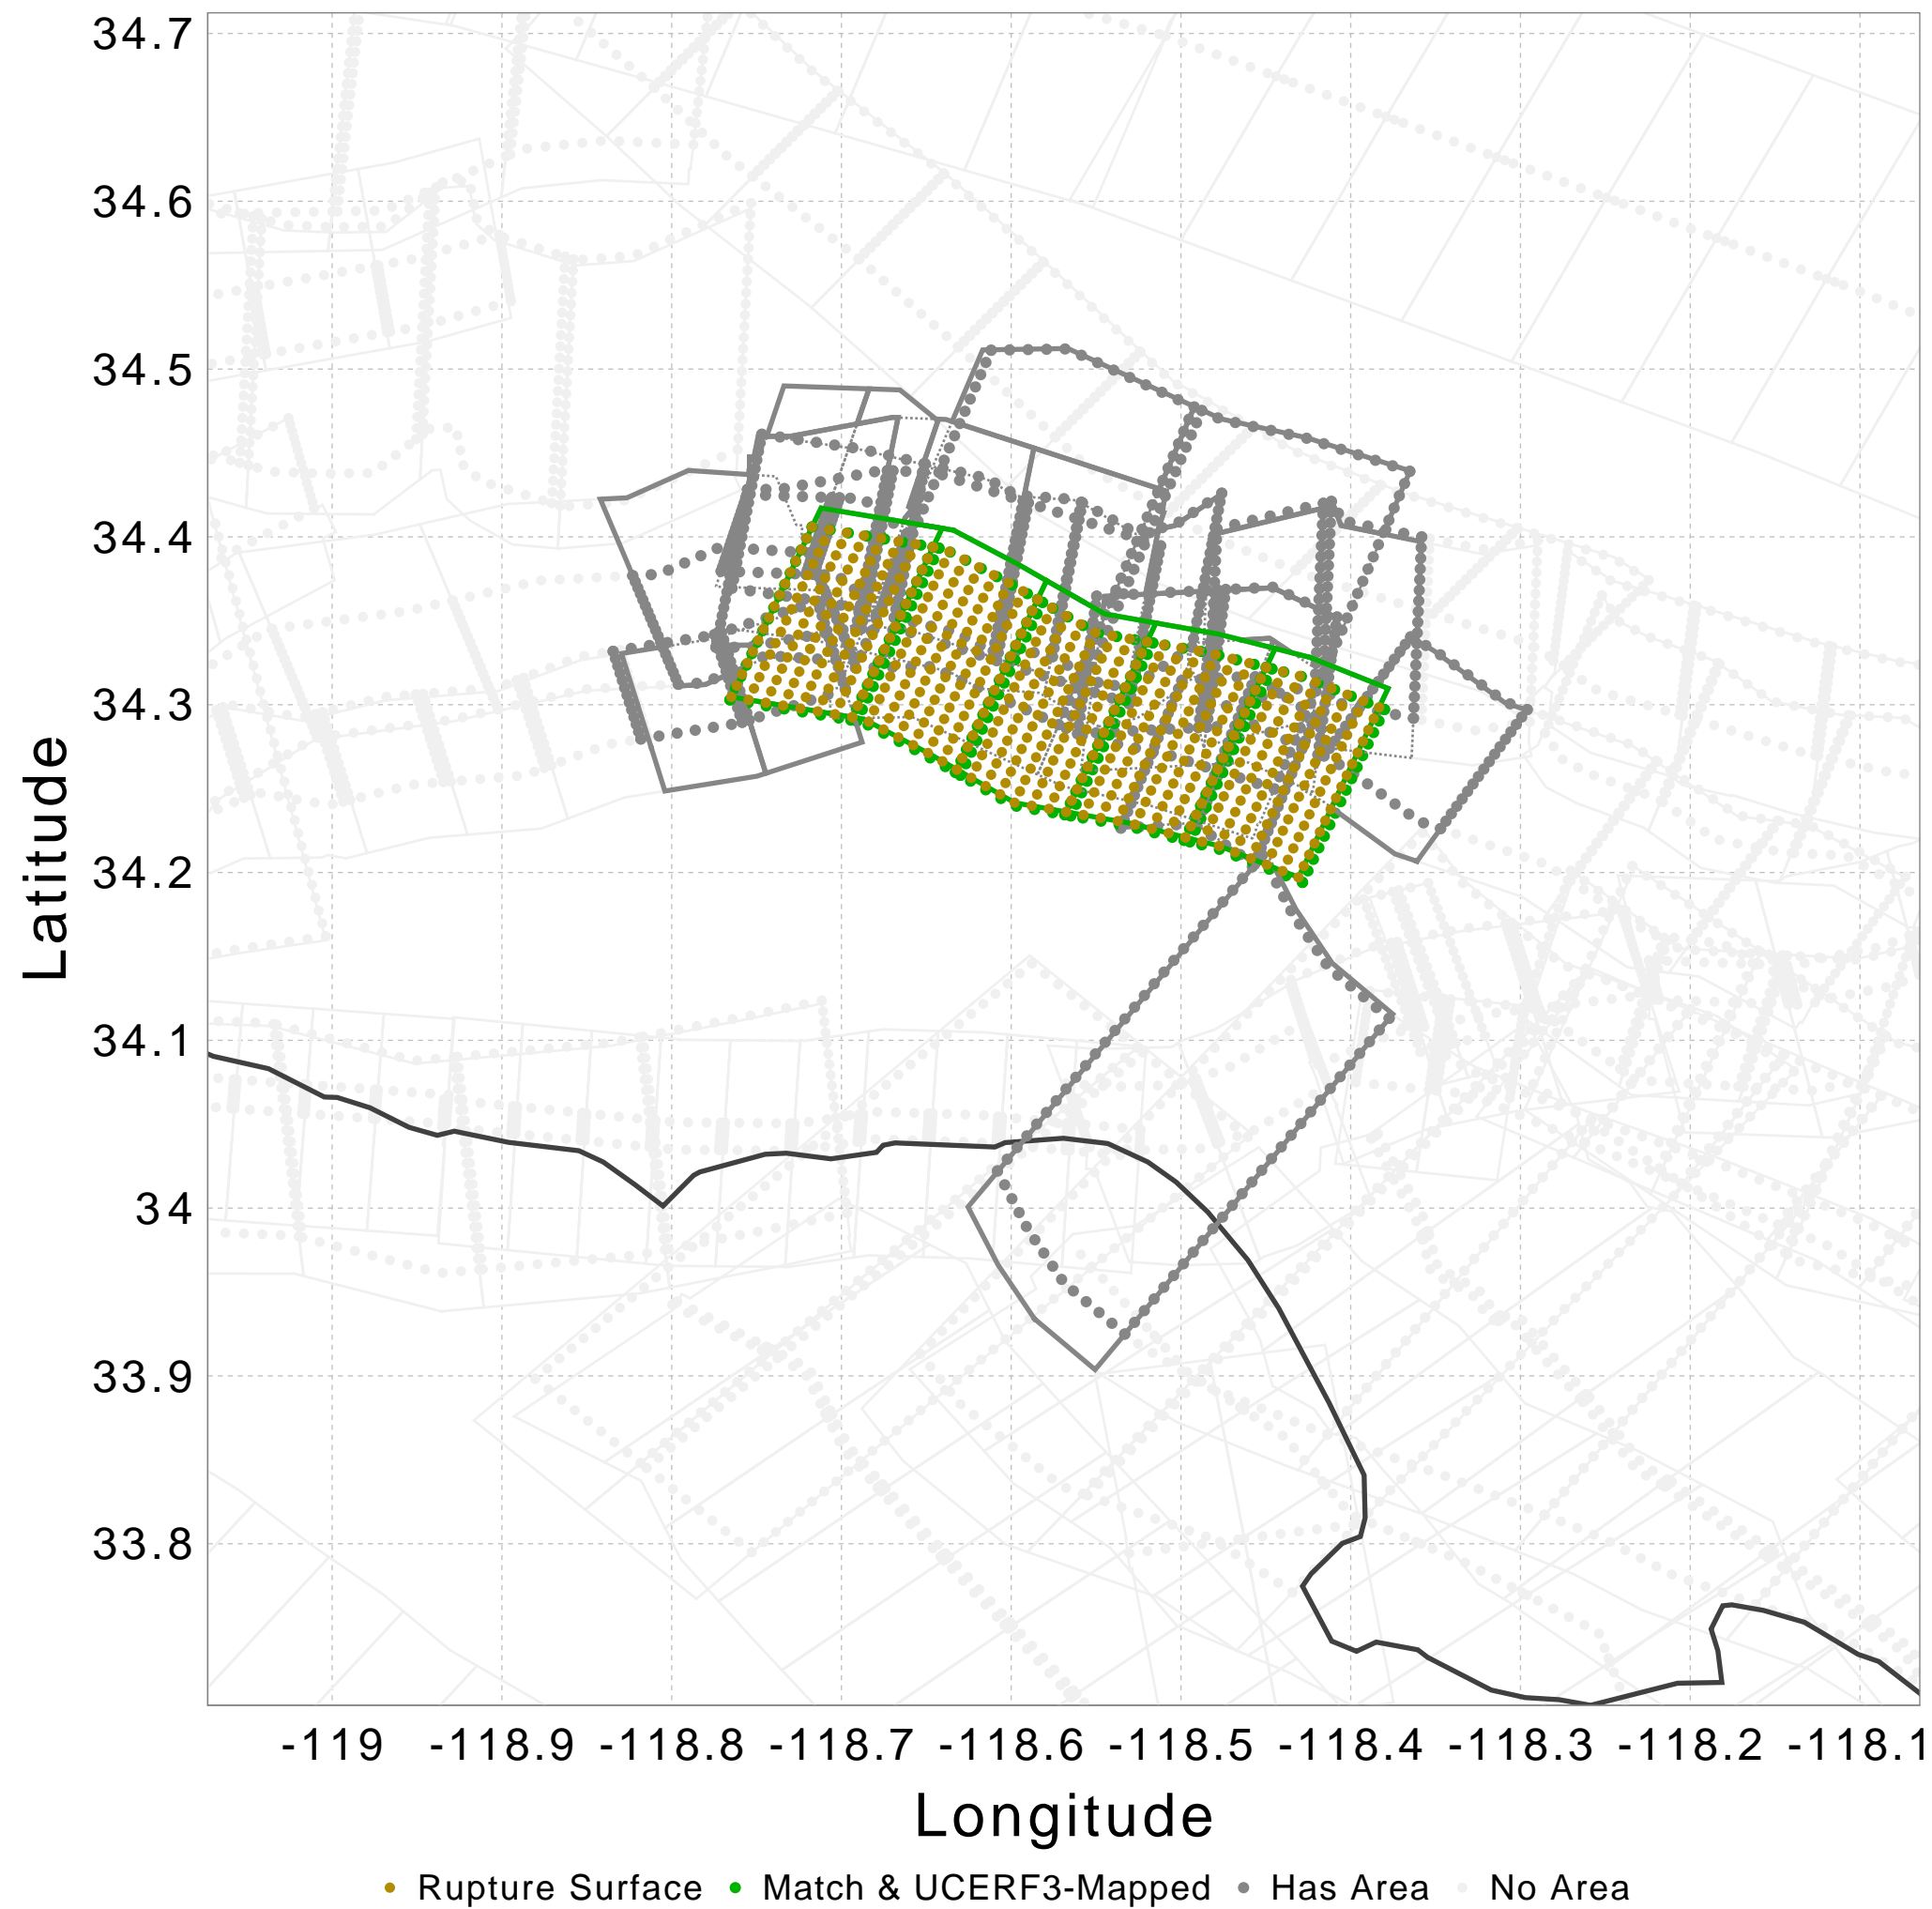 34.7
34.6
34.5
34.4
34.3
34.2
34.1
34
33.9
33.8
Latitude
-119 -118.9 -118.8 -118.7 -118.6 -118.5 -118.4 -118.3 -118.2 -118.1
Longitude
Rupture Surface Match & UCERF3-Mapped Has Area No Area